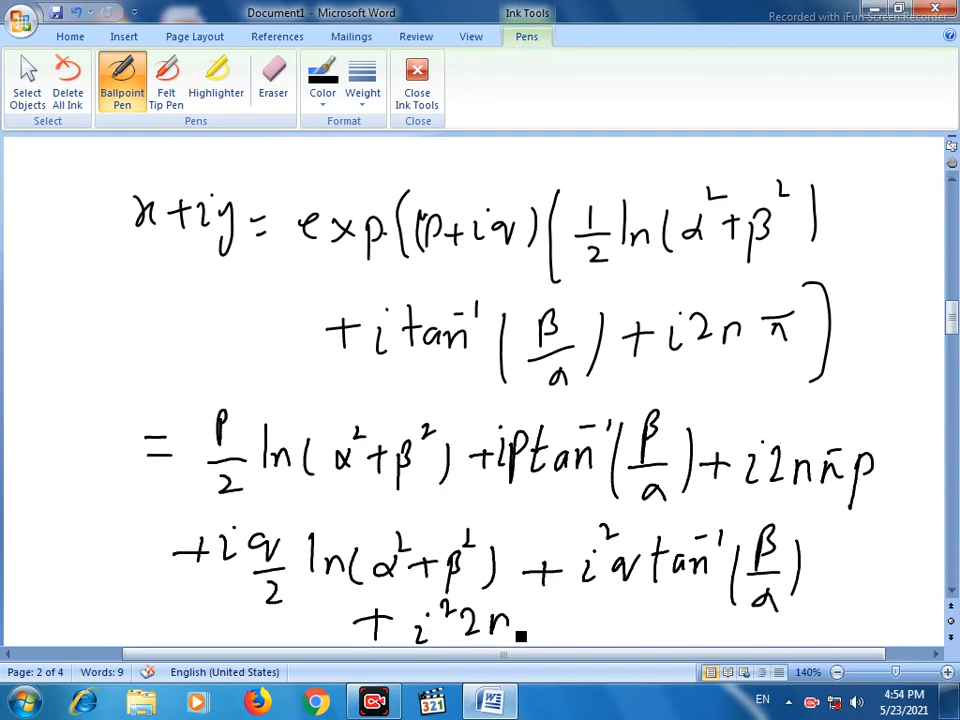 Document1 - Microsoft Word
Ink Tools
Recorded with iFun Screen Recorder
Home Insert Page Layout References Mailings Review View Pens
Select Objects
Delete All Ink
Ballpoint Pen
Felt Tip Pen
Highlighter
Eraser
Color
Weight
Close Ink Tools
Select Pens Format Close
x+iy = exp((p+iq)(1/2 ln(α²+β²)
+ i tan⁻¹(β/α) + i2nπ)
= p/2 ln(α²+β²) + iptan⁻¹(β/α) + i2nπp
+i q/2 ln(α²+β²) + i²q tan⁻¹(β/α)
+ i²2n
Page: 2 of 4 Words: 9 English (United States) 140%
321
EN 4:54 PM
5/23/2021